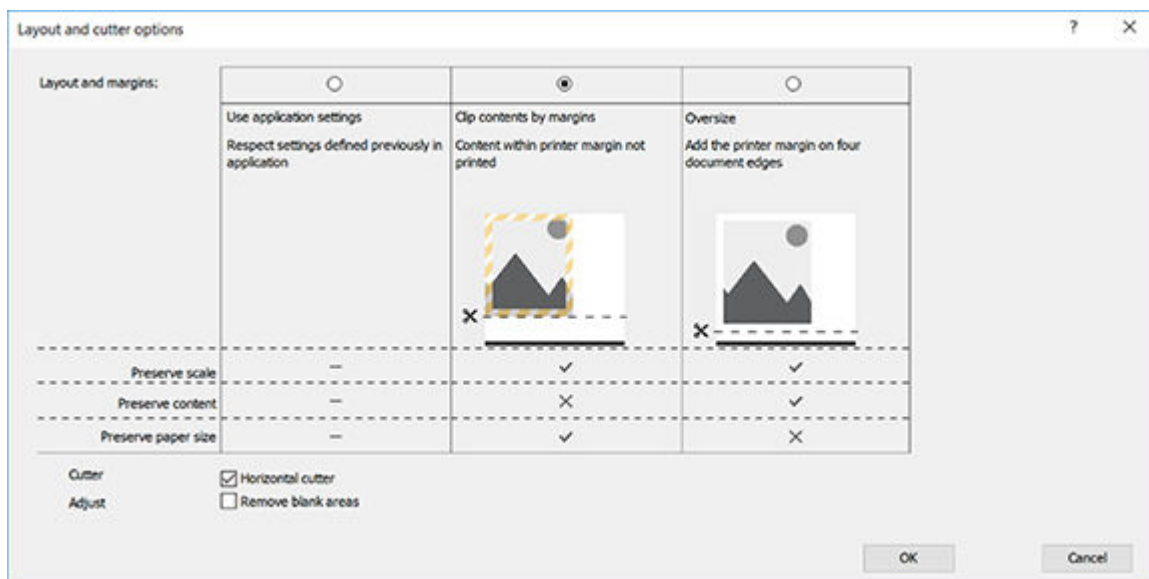 Layout and cutter options
?
Layout and margins:
Use application settings
Clip contents by margins
Oversize
Respect settings defined previously in
application
Content within printer margin not
printed
Add the printer margin on four
document edges
Preserve scale
Preserve content
Preserve paper size
Cutter
Horizontal cutter
Adjust
Remove blank areas
OK
Cancel